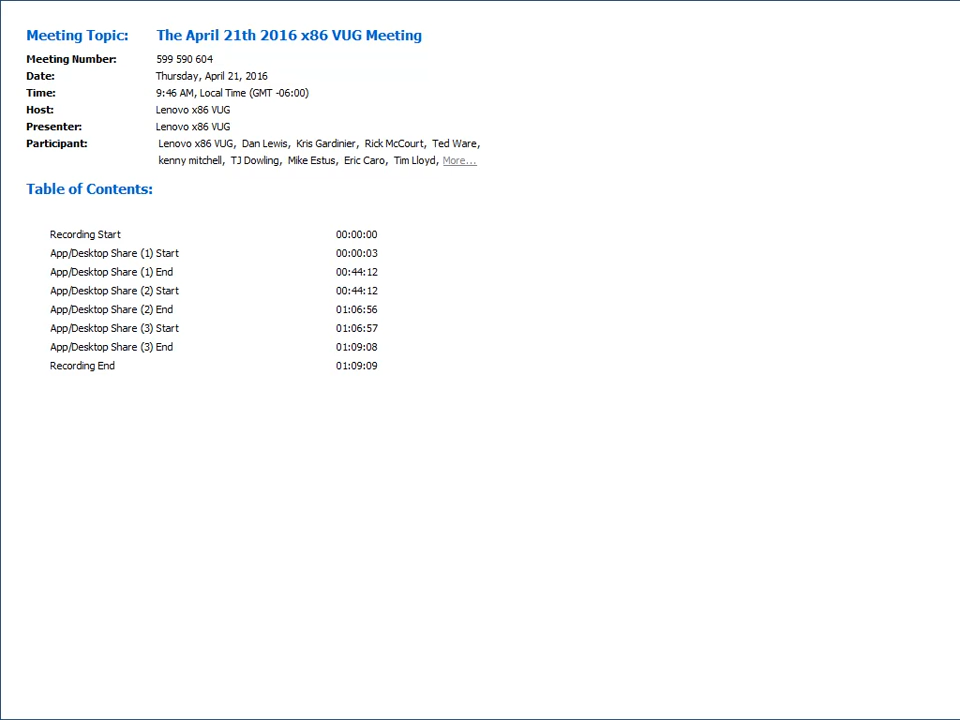 Meeting Topic: The April 21th 2016 x86 VUG Meeting
Meeting Number: 599 590 604
Date: Thursday, April 21, 2016
Time: 9:46 AM, Local Time (GMT -06:00)
Host: Lenovo x86 VUG
Presenter: Lenovo x86 VUG
Participant: Lenovo x86 VUG, Dan Lewis, Kris Gardinier, Rick McCourt, Ted Ware,
kenny mitchell, TJ Dowling, Mike Estus, Eric Caro, Tim Lloyd, More...
Table of Contents:
Recording Start 00:00:00
App/Desktop Share (1) Start 00:00:03
App/Desktop Share (1) End 00:44:12
App/Desktop Share (2) Start 00:44:12
App/Desktop Share (2) End 01:06:56
App/Desktop Share (3) Start 01:06:57
App/Desktop Share (3) End 01:09:08
Recording End 01:09:09